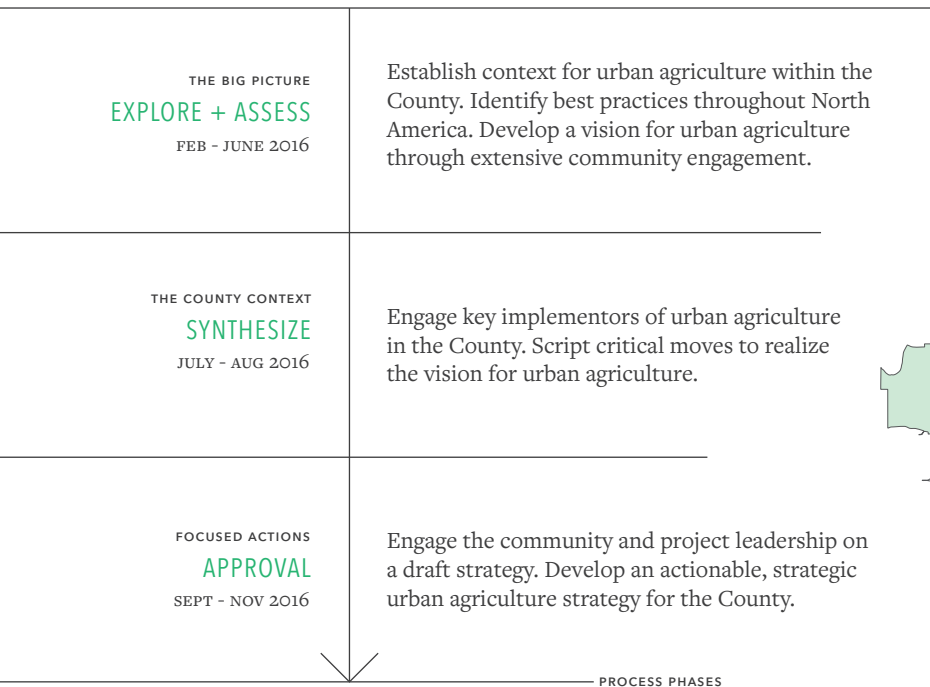 THE BIG PICTURE
EXPLORE + ASSESS
FEB - JUNE 2016
Establish context for urban agriculture within the
County. Identify best practices throughout North
America. Develop a vision for urban agriculture
through extensive community engagement.
THE COUNTY CONTEXT
SYNTHESIZE
JULY - AUG 2016
Engage key implementors of urban agriculture
in the County. Script critical moves to realize
the vision for urban agriculture.
FOCUSED ACTIONS
APPROVAL
SEPT - NOV 2016
Engage the community and project leadership on
a draft strategy. Develop an actionable, strategic
urban agriculture strategy for the County.
PROCESS PHASES